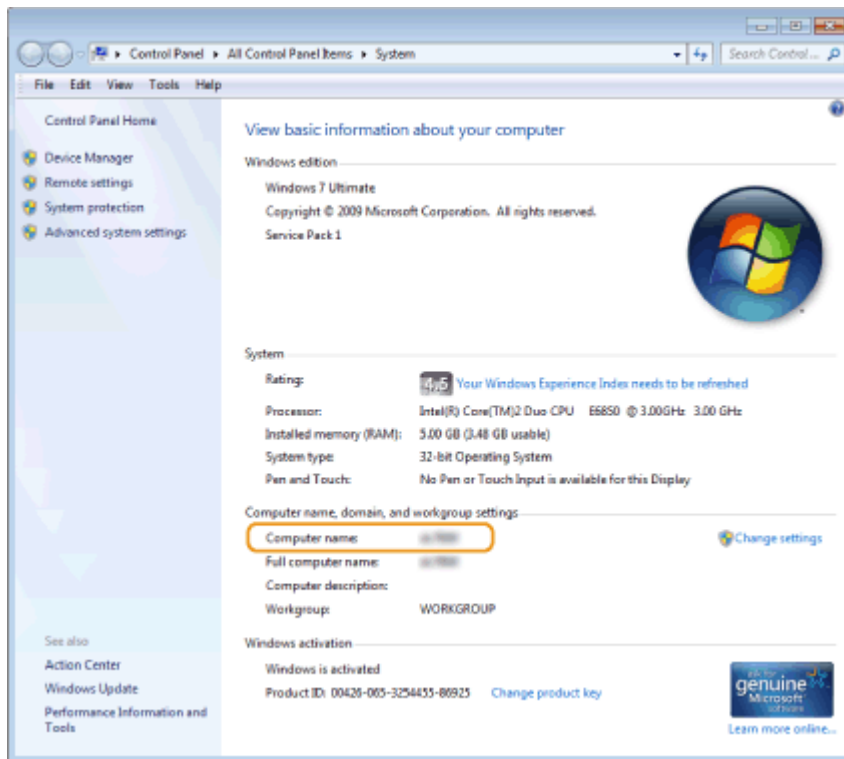 Control Panel ▸ All Control Panel Items ▸ System
Search Control...
File Edit View Tools Help
Control Panel Home
Device Manager
Remote settings
System protection
Advanced system settings
View basic information about your computer
Windows edition
Windows 7 Ultimate
Copyright © 2009 Microsoft Corporation. All rights reserved.
Service Pack 1
System
Rating: 4,5 Your Windows Experience Index needs to be refreshed
Processor: Intel(R) Core(TM)2 Duo CPU E6850 @ 3.00GHz 3.00 GHz
Installed memory (RAM): 5.00 GB (3.48 GB usable)
System type: 32-bit Operating System
Pen and Touch: No Pen or Touch Input is available for this Display
Computer name, domain, and workgroup settings
Computer name:
Change settings
Full computer name:
Computer description:
Workgroup: WORKGROUP
Windows activation
Windows is activated
Product ID: 00426-065-3254455-86925 Change product key
ask for
genuine
Microsoft
software
Learn more online...
See also
Action Center
Windows Update
Performance Information and
Tools